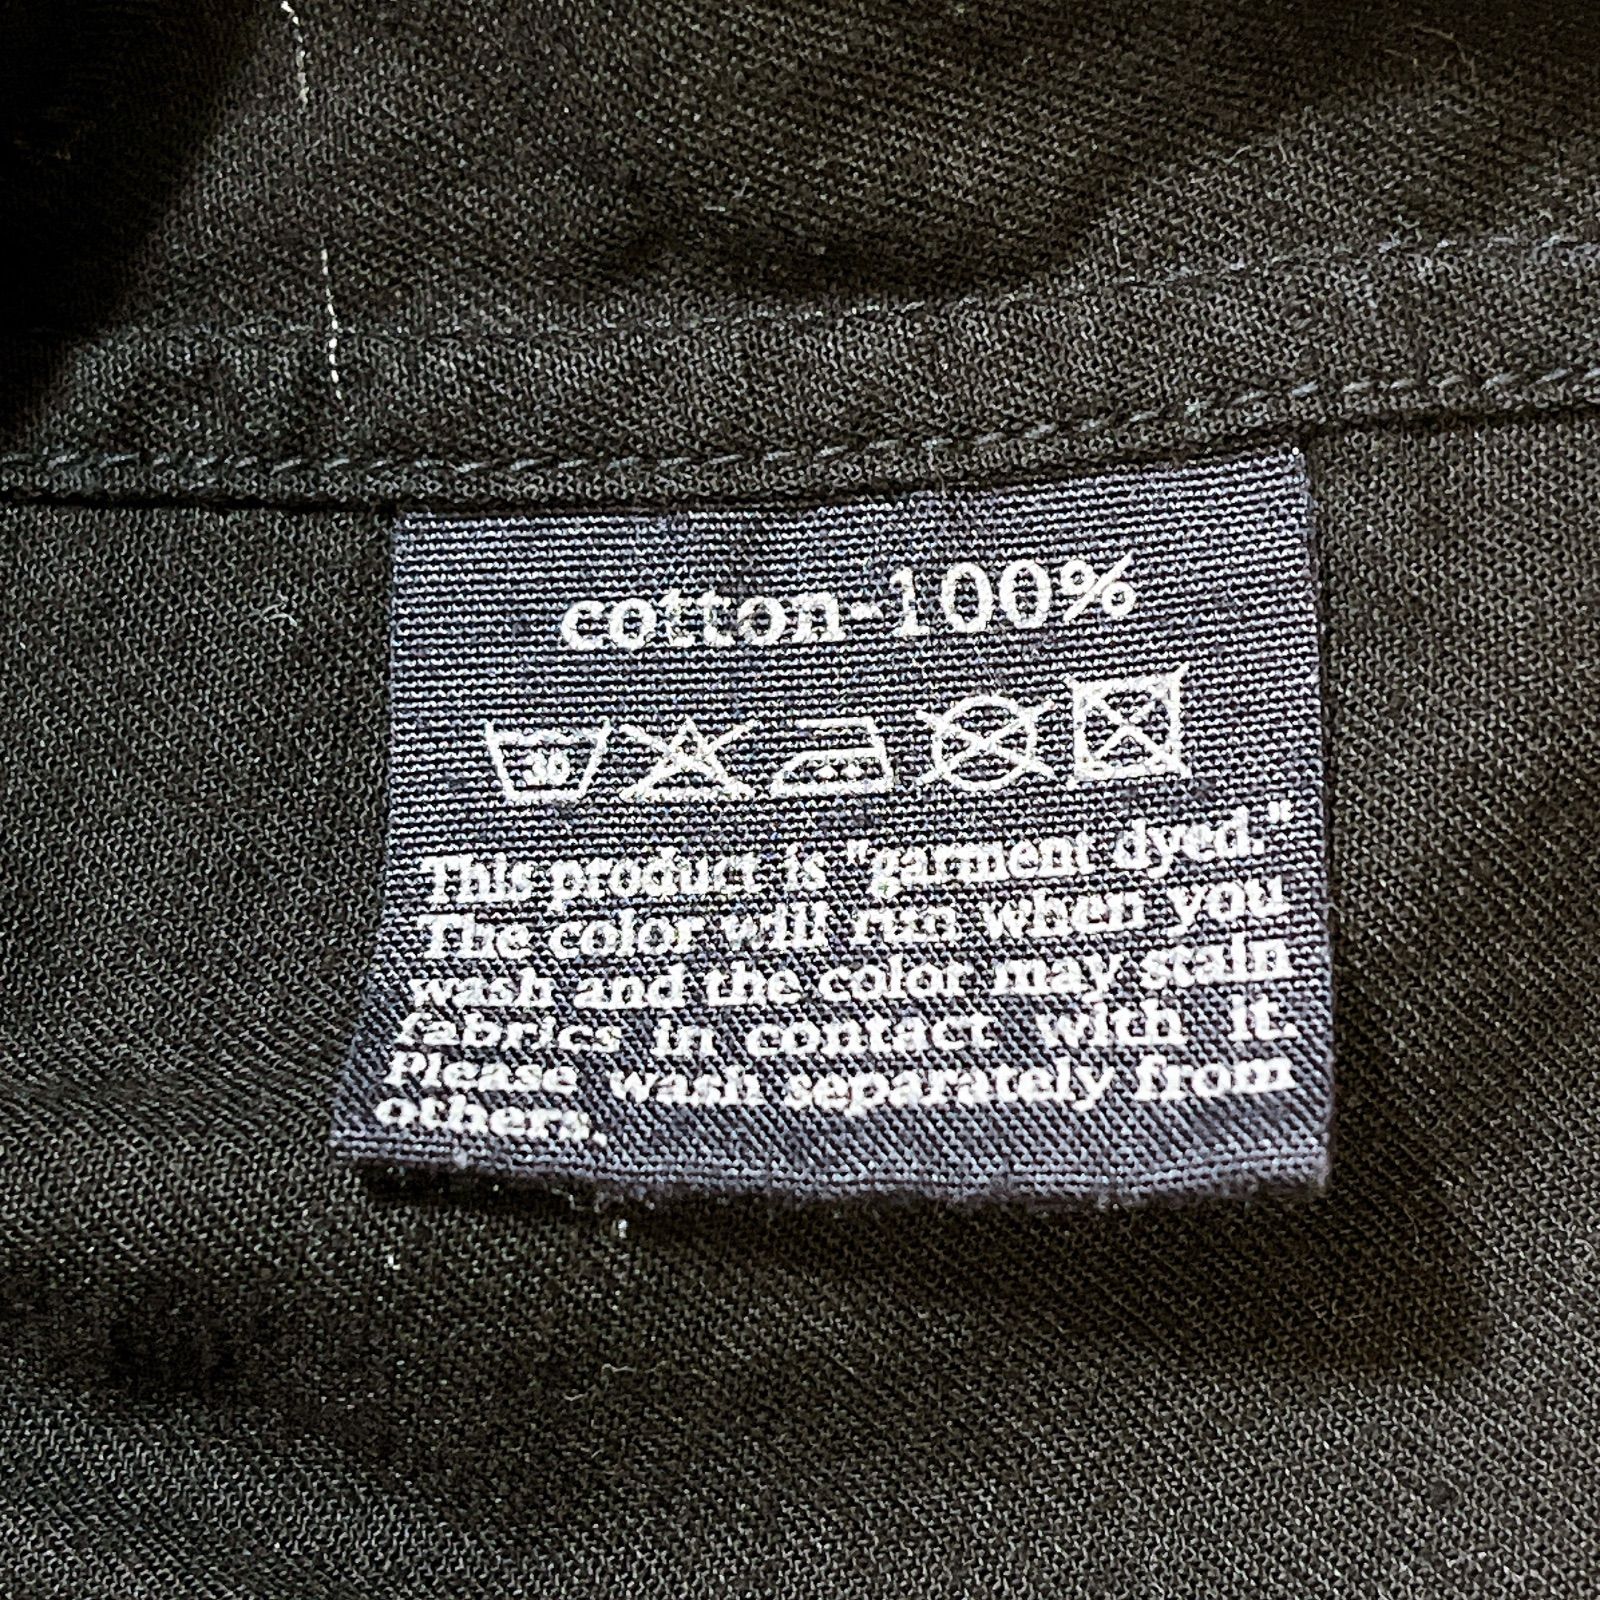 cotton-100%
30
This product is "garment dyed."
The color will run when you
wash and the color may stain
fabrics in contact with it.
Please wash separately from
others.